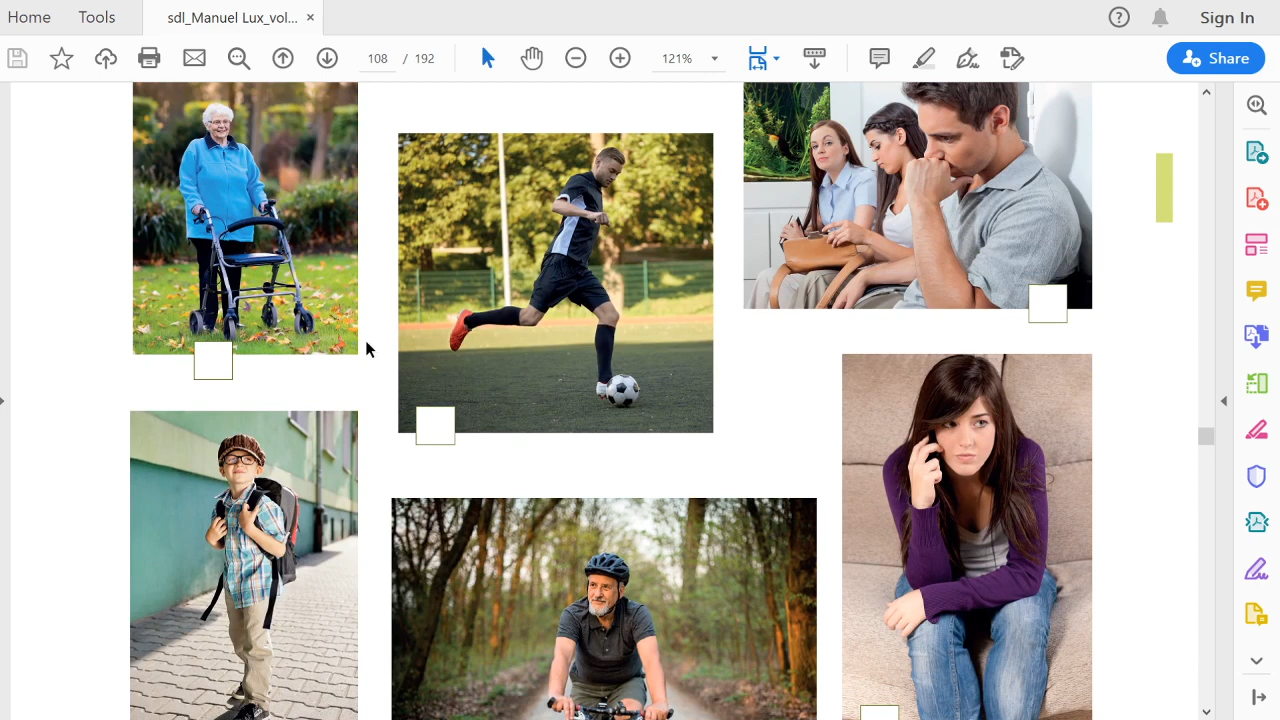 Home
Tools
sdl_Manuel Lux_vol...
Sign In
108 / 192
121%
Share